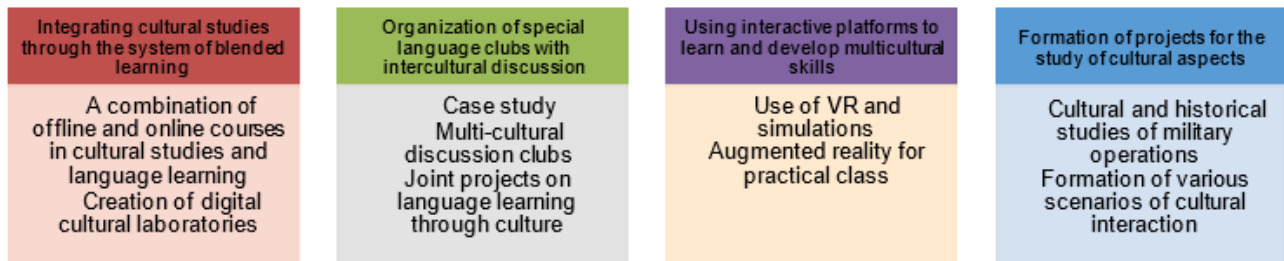 Integrating cultural studies
through the system of blended
learning
A combination of
offline and online courses
in cultural studies and
language learning
Creation of digital
cultural laboratories
Organization of special
language clubs with
intercultural discussion
Case study
Multi-cultural
discussion clubs
Joint projects on
language learning
through culture
Using interactive platforms to
learn and develop multicultural
skills
Use of VR and
simulations
Augmented reality for
practical class
Formation of projects for the
study of cultural aspects
Cultural and historical
studies of military
operations
Formation of various
scenarios of cultural
interaction